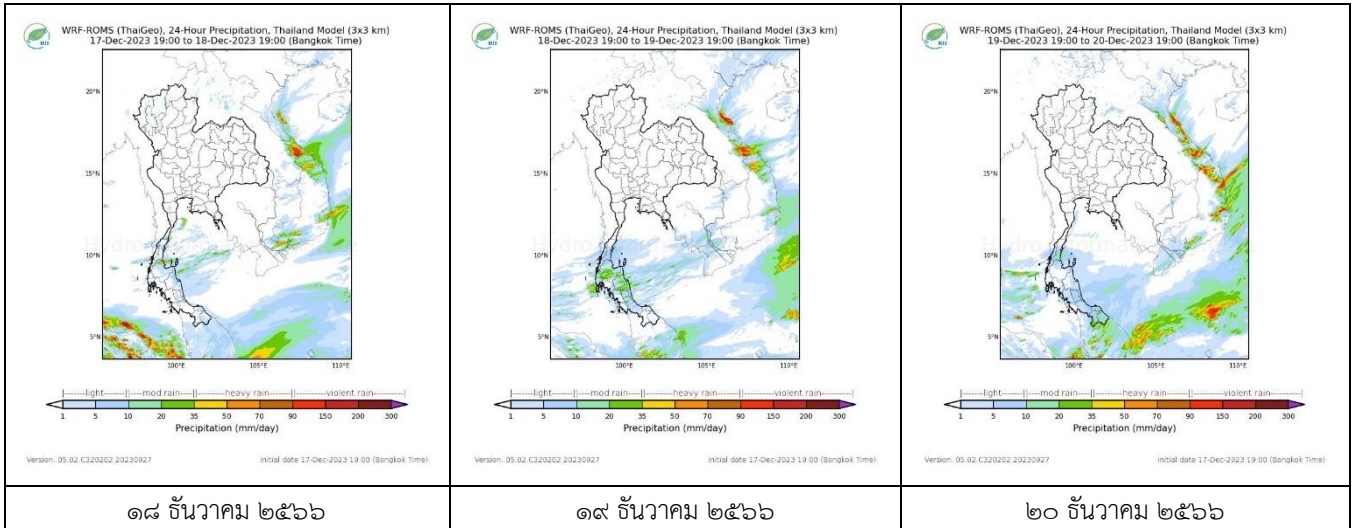 WRF-ROMS (ThaiGeo), 24-Hour Precipitation, Thailand Model (3x3 km)
17-Dec-2023 19:00 to 18-Dec-2023 19:00 (Bangkok Time)
20°N
15°N
10°N
5°N
100°E
105°E
110°E
light
mod rain
heavy rain
violent rain
1 5 10 20 35 50 70 90 150 200 300
Precipitation (mm/day)
Version: 05.02.C320202.20230927
initial date 17-Dec-2023 19:00 (Bangkok Time)
๑๘ ธันวาคม ๒๕๖๖
WRF-ROMS (ThaiGeo), 24-Hour Precipitation, Thailand Model (3x3 km)
18-Dec-2023 19:00 to 19-Dec-2023 19:00 (Bangkok Time)
20°N
15°N
10°N
5°N
100°E
105°E
110°E
light
mod rain
heavy rain
violent rain
1 5 10 20 35 50 70 90 150 200 300
Precipitation (mm/day)
Version: 05.02.C320202.20230927
initial date 17-Dec-2023 19:00 (Bangkok Time)
๑๙ ธันวาคม ๒๕๖๖
WRF-ROMS (ThaiGeo), 24-Hour Precipitation, Thailand Model (3x3 km)
19-Dec-2023 19:00 to 20-Dec-2023 19:00 (Bangkok Time)
20°N
15°N
10°N
5°N
100°E
105°E
110°E
light
mod rain
heavy rain
violent rain
1 5 10 20 35 50 70 90 150 200 300
Precipitation (mm/day)
Version: 05.02.C320202.20230927
initial date 17-Dec-2023 19:00 (Bangkok Time)
๒๐ ธันวาคม ๒๕๖๖